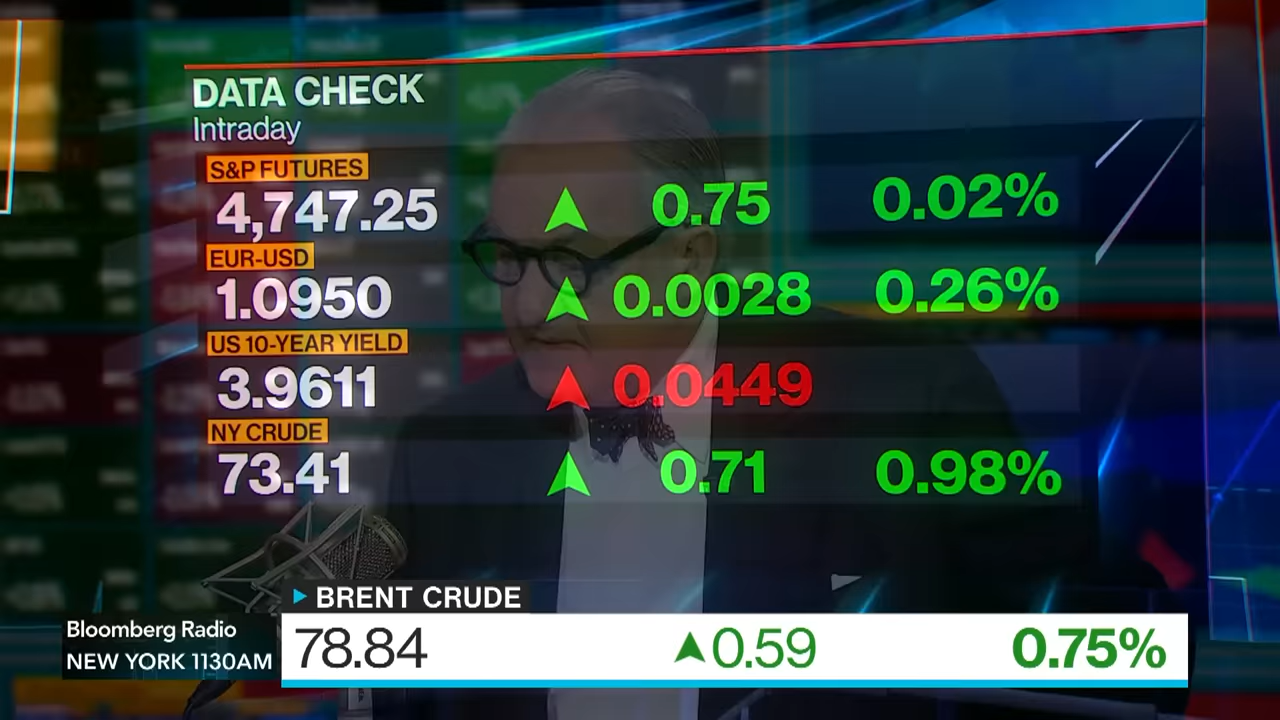 DATA CHECK
Intraday
S&P FUTURES
4,747.25 ▲ 0.75 0.02%
EUR-USD
1.0950 ▲ 0.0028 0.26%
US 10-YEAR YIELD
3.9611 ▲ 0.0449
NY CRUDE
73.41 ▲ 0.71 0.98%
BRENT CRUDE
Bloomberg Radio
NEW YORK 1130AM
78.84 ▲0.59 0.75%